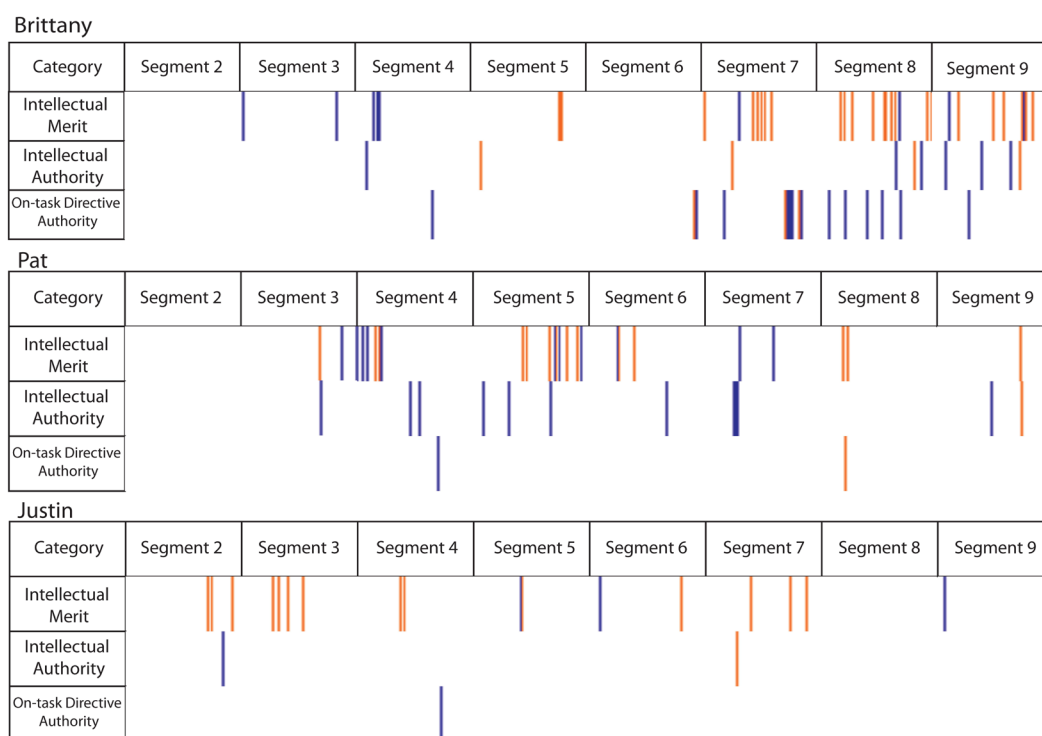 Brittany
Category Segment 2 Segment 3 Segment 4 Segment 5 Segment 6 Segment 7 Segment 8 Segment 9
Intellectual
Merit
Intellectual
Authority
On-task Directive
Authority
Pat
Category Segment 2 Segment 3 Segment 4 Segment 5 Segment 6 Segment 7 Segment 8 Segment 9
Intellectual
Merit
Intellectual
Authority
On-task Directive
Authority
Justin
Category Segment 2 Segment 3 Segment 4 Segment 5 Segment 6 Segment 7 Segment 8 Segment 9
Intellectual
Merit
Intellectual
Authority
On-task Directive
Authority